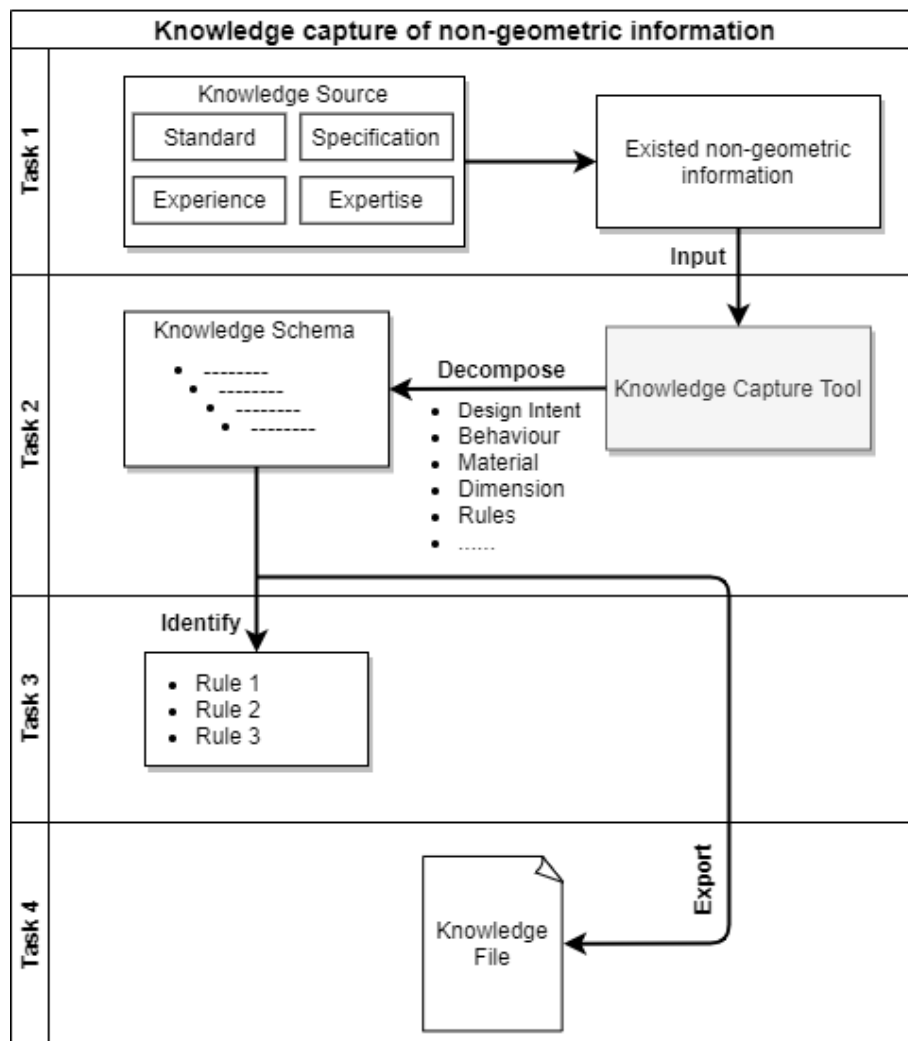 Knowledge capture of non-geometric information
Task 1
Knowledge Source
Standard
Specification
Experience
Expertise
Existed non-geometric
information
Input
Task 2
Knowledge Schema
• --------
• --------
• --------
• --------
Decompose
• Design Intent
• Behaviour
• Material
• Dimension
• Rules
• ......
Knowledge Capture Tool
Task 3
Identify
• Rule 1
• Rule 2
• Rule 3
Task 4
Knowledge
File
Export